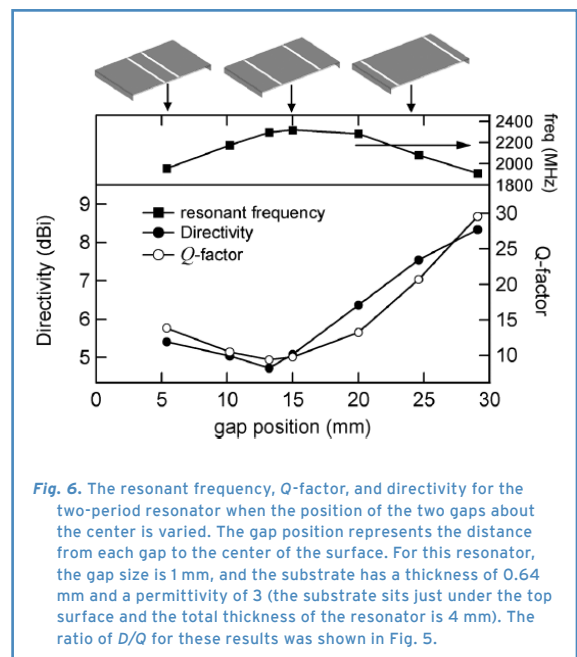 2400
2200
2000
1800
freq (MHz)
resonant frequency
Directivity
Q-factor
9
8
7
6
5
Directivity (dBi)
30
25
20
15
10
Q-factor
0 5 10 15 20 25 30
gap position (mm)
Fig. 6. The resonant frequency, Q-factor, and directivity for the
two-period resonator when the position of the two gaps about
the center is varied. The gap position represents the distance
from each gap to the center of the surface. For this resonator,
the gap size is 1 mm, and the substrate has a thickness of 0.64
mm and a permittivity of 3 (the substrate sits just under the top
surface and the total thickness of the resonator is 4 mm). The
ratio of D/Q for these results was shown in Fig. 5.